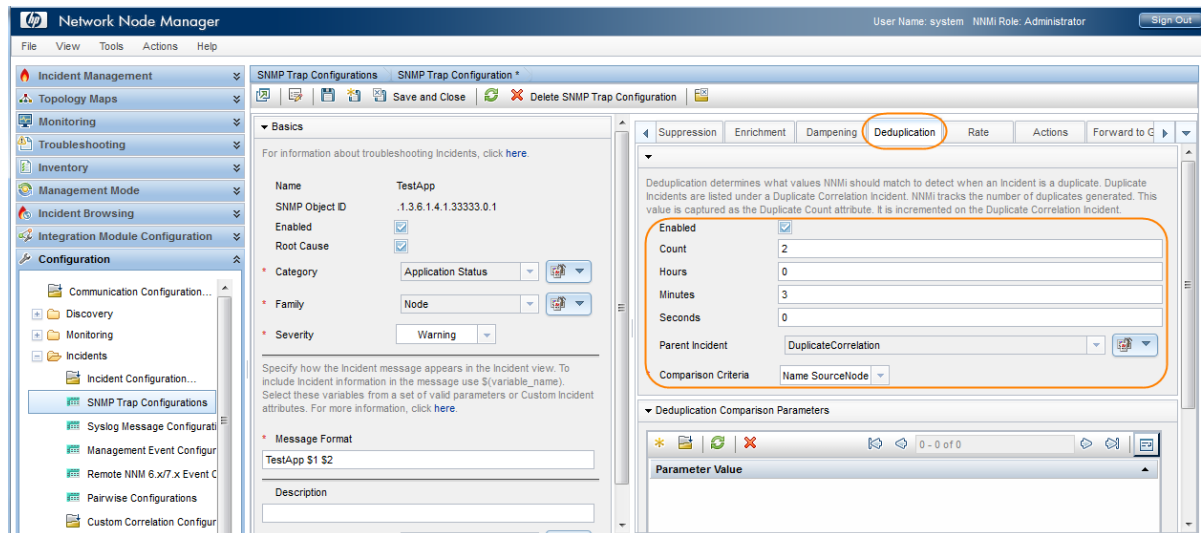 hp Network Node Manager
User Name: system NNMi Role: Administrator
Sign Out
File View Tools Actions Help
Incident Management
Topology Maps
Monitoring
Troubleshooting
Inventory
Management Mode
Incident Browsing
Integration Module Configuration
Configuration
Communication Configuration...
Discovery
Monitoring
Incidents
Incident Configuration...
SNMP Trap Configurations
Syslog Message Configurati
Management Event Configur
Remote NNM 6.x/7.x Event C
Pairwise Configurations
Custom Correlation Configur
SNMP Trap Configurations SNMP Trap Configuration *
Save and Close Delete SNMP Trap Configuration
Basics
For information about troubleshooting Incidents, click here.
Name TestApp
SNMP Object ID .1.3.6.1.4.1.33333.0.1
Enabled
Root Cause
* Category Application Status
* Family Node
* Severity Warning
Specify how the Incident message appears in the Incident view. To
include Incident information in the message use $(variable_name).
Select these variables from a set of valid parameters or Custom Incident
attributes. For more information, click here.
* Message Format
TestApp $1 $2
Description
Suppression Enrichment Dampening Deduplication Rate Actions Forward to G
Deduplication determines what values NNMi should match to detect when an Incident is a duplicate. Duplicate
Incidents are listed under a Duplicate Correlation Incident. NNMi tracks the number of duplicates generated. This
value is captured as the Duplicate Count attribute. It is incremented on the Duplicate Correlation Incident.
Enabled
Count 2
Hours 0
Minutes 3
Seconds 0
Parent Incident DuplicateCorrelation
Comparison Criteria Name SourceNode
Deduplication Comparison Parameters
0 - 0 of 0
Parameter Value